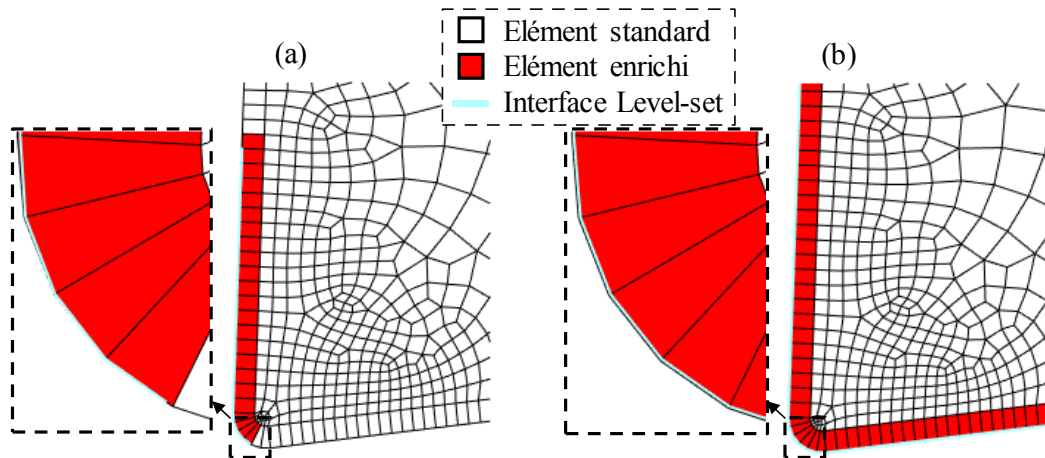 Elément standard
Elément enrichi
Interface Level-set
(a)
(b)